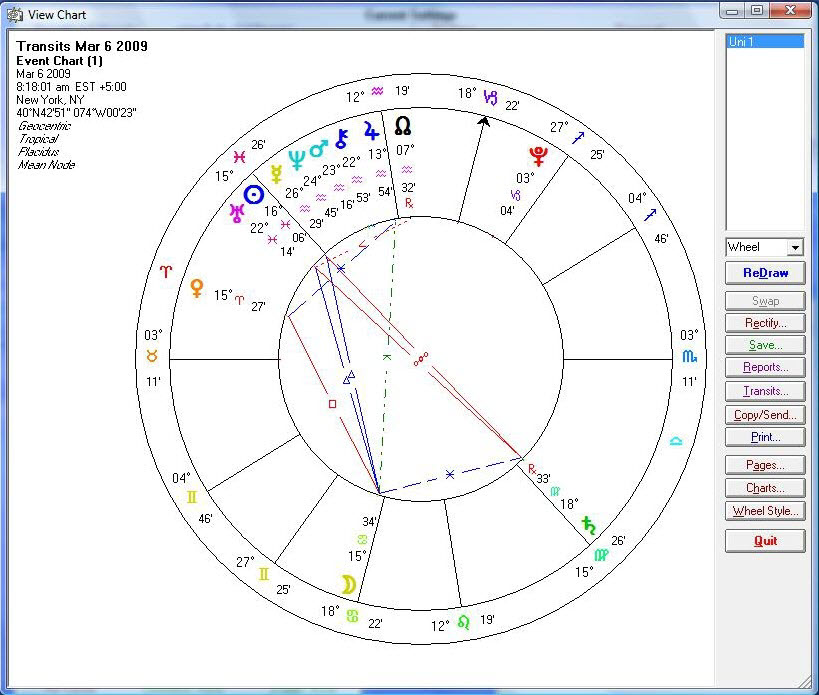 View Chart
Transits Mar 6 2009
Event Chart (1)
Mar 6 2009
8:18:01 am EST +5:00
New York, NY
40°N42'51" 074°W00'23"
Geocentric
Tropical
Placidus
Mean Node
12° ♒ 19'
18° ♑ 22'
27° ♐ 25'
04° ♐ 46'
03° ♏ 11'
♎
15° ♍ 26'
12° ♌ 19'
18° ♋ 22'
27° ♊ 25'
04° ♊ 46'
03° ♉ 11'
♈
15° ♓ 26'
☊ 07° ♒ 32' ℞
♃ 13° ♒ 54'
⚷ 22° ♒ 53'
♂ 23° ♒ 16'
♆ 24° ♒ 45'
☿ 26° ♒ 29'
☉ 16° ♓ 06'
♅ 22° ♓ 14'
♀ 15° ♈ 27'
♇ 03° ♑ 04'
♄ 18° ♍ 33' ℞
☽ 15° ♋ 34'
Uni 1
Wheel
ReDraw
Swap
Rectify...
Save...
Reports...
Transits...
Copy/Send...
Print...
Pages...
Charts...
Wheel Style...
Quit